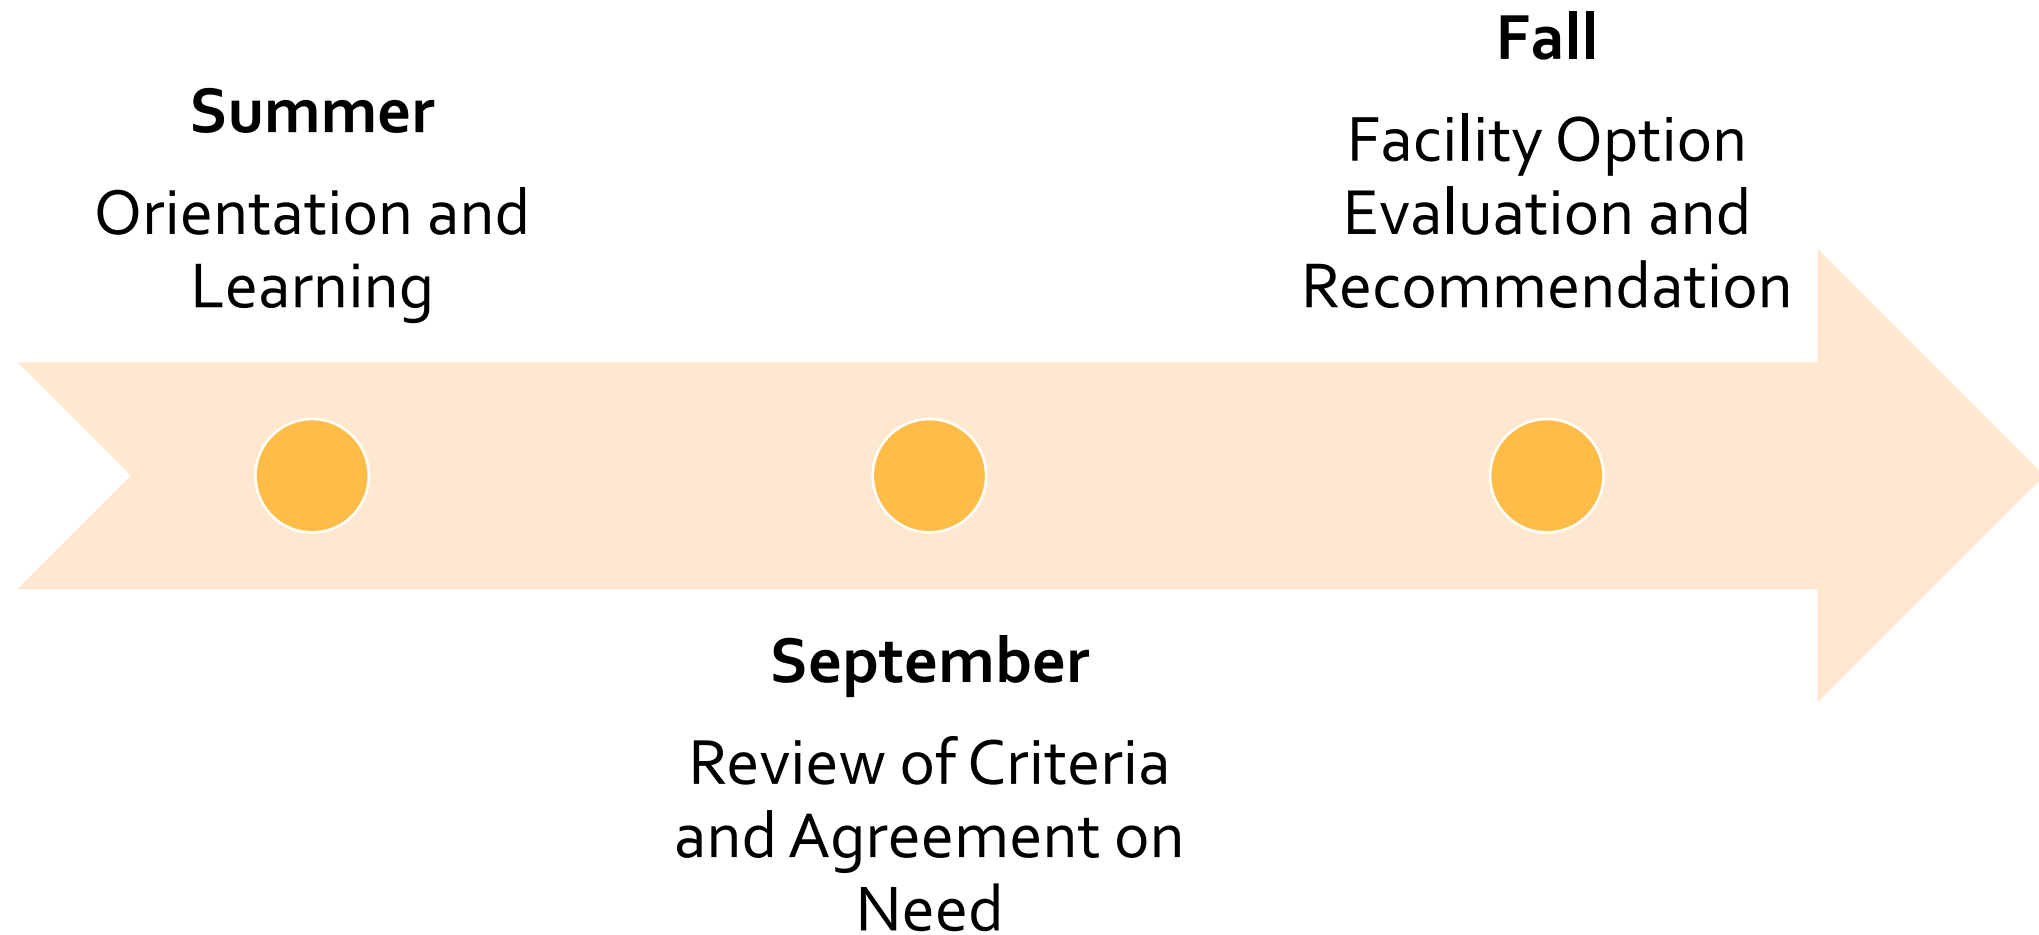 Summer
Orientation and
Learning
September
Review of Criteria
and Agreement on
Need
Fall
Facility Option
Evaluation and
Recommendation